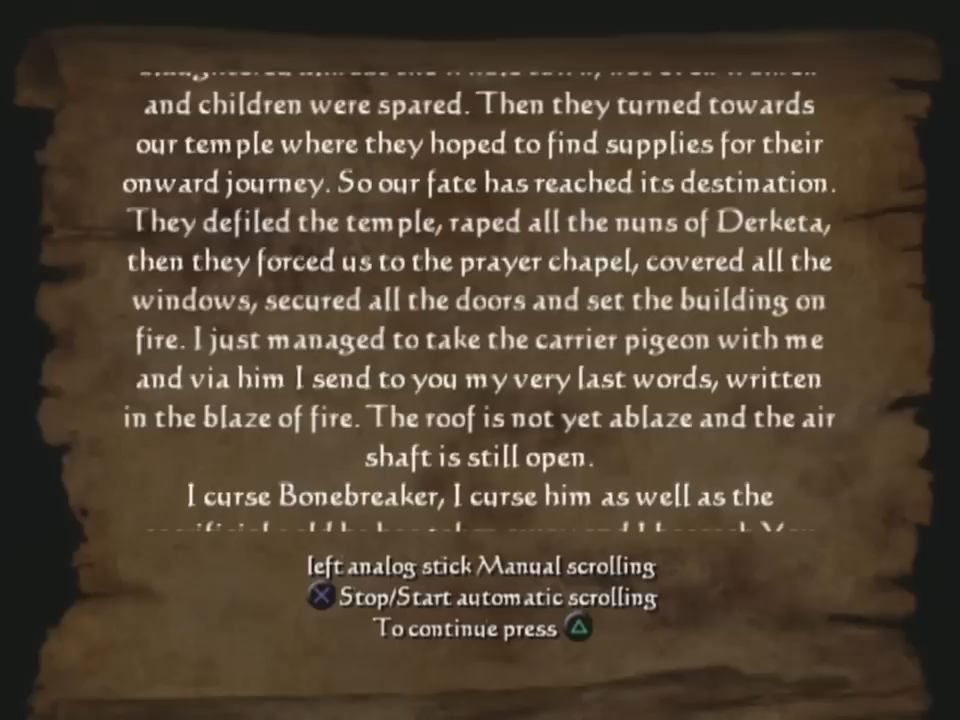 and children were spared. Then they turned towards
our temple where they hoped to find supplies for their
onward journey. So our fate has reached its destination.
They defiled the temple, raped all the nuns of Derketa,
then they forced us to the prayer chapel, covered all the
windows, secured all the doors and set the building on
fire. I just managed to take the carrier pigeon with me
and via him I send to you my very last words, written
in the blaze of fire. The roof is not yet ablaze and the air
shaft is still open.
I curse Bonebreaker, I curse him as well as the
left analog stick Manual scrolling
Stop/Start automatic scrolling
To continue press